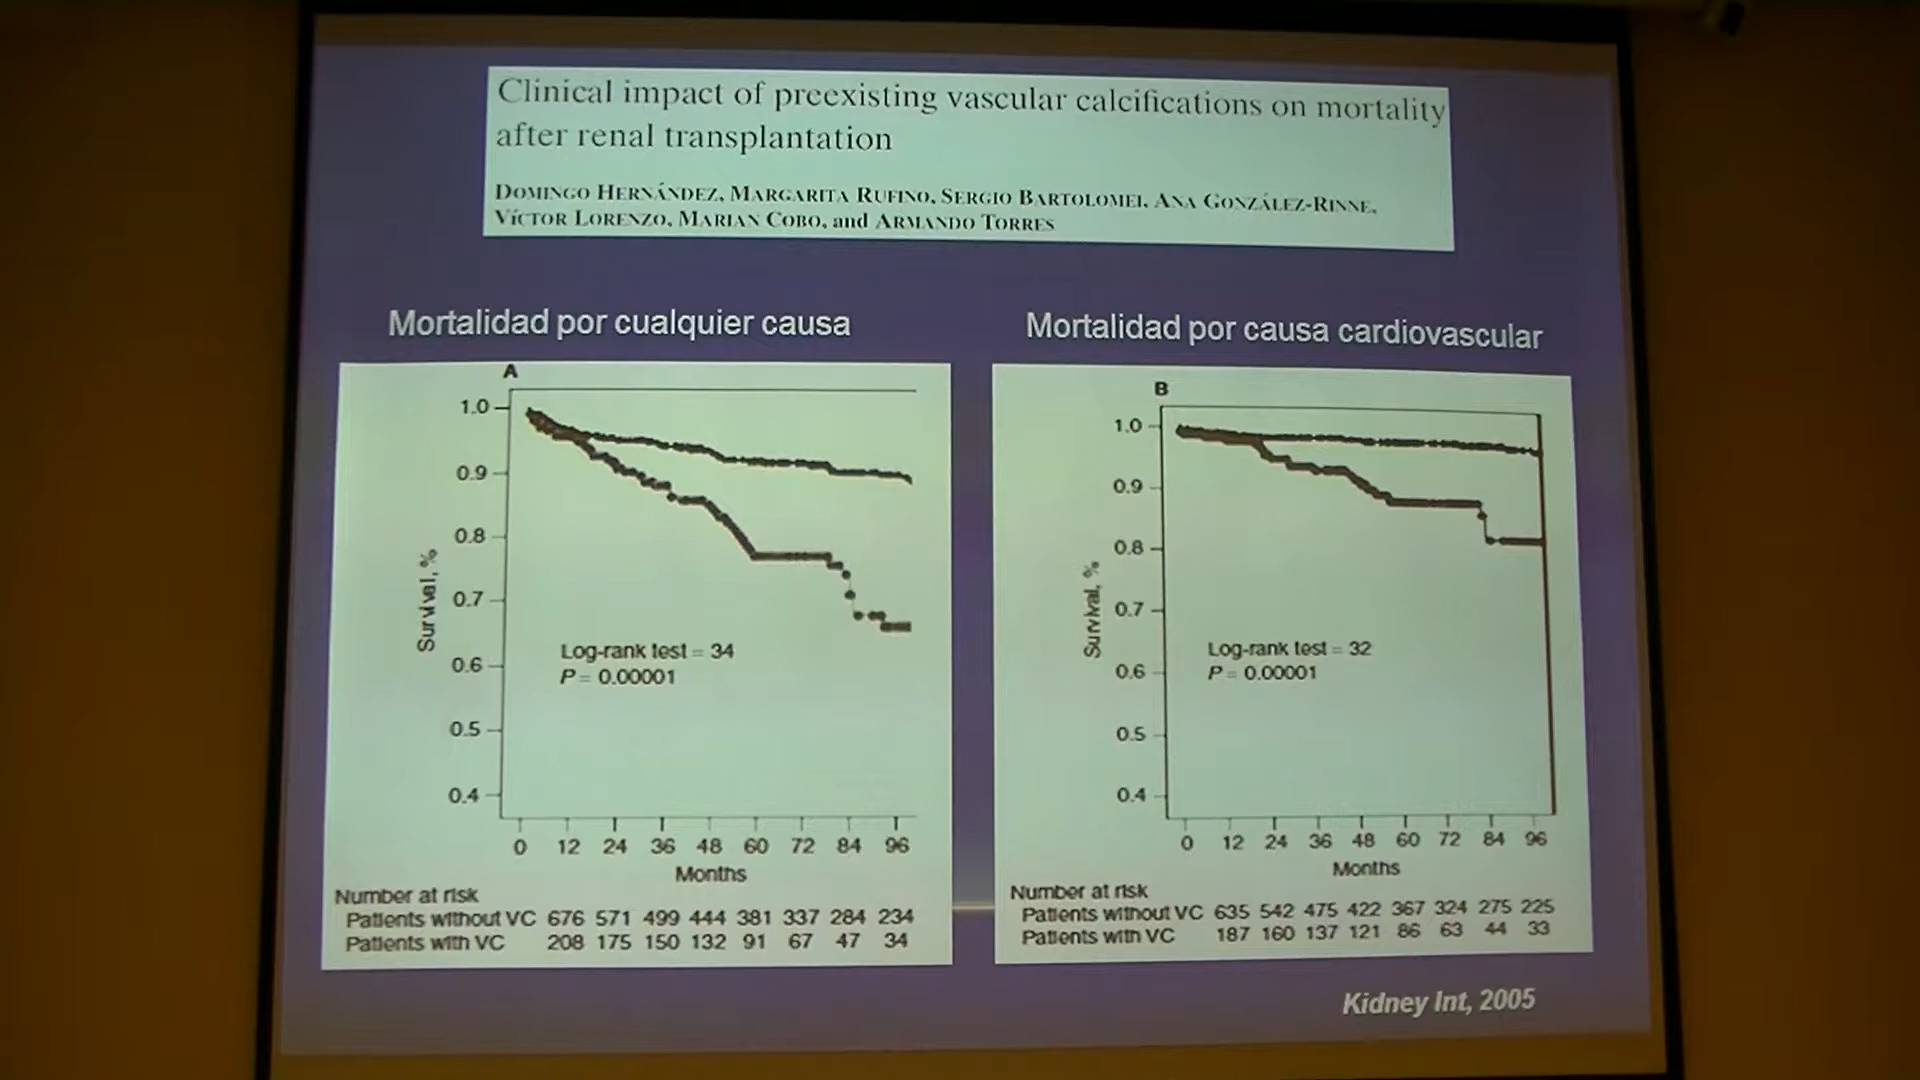 Clinical impact of preexisting vascular calcifications on mortality
after renal transplantation
DOMINGO HERNÁNDEZ, MARGARITA RUFINO, SERGIO BARTOLOMEI, ANA GONZÁLEZ-RINNE,
VÍCTOR LORENZO, MARIAN COBO, and ARMANDO TORRES
Mortalidad por cualquier causa
A
1.0
0.9
0.8
0.7
0.6
0.5
0.4
Survival, %
Log-rank test = 34
P = 0.00001
0 12 24 36 48 60 72 84 96
Months
Number at risk
Patients without VC 676 571 499 444 381 337 284 234
Patients with VC 208 175 150 132 91 67 47 34
Mortalidad por causa cardiovascular
B
1.0
0.9
0.8
0.7
0.6
0.5
0.4
Survival, %
Log-rank test = 32
P = 0.00001
0 12 24 36 48 60 72 84 96
Months
Number at risk
Patients without VC 635 542 475 422 367 324 275 225
Patients with VC 187 160 137 121 86 63 44 33
Kidney Int, 2005